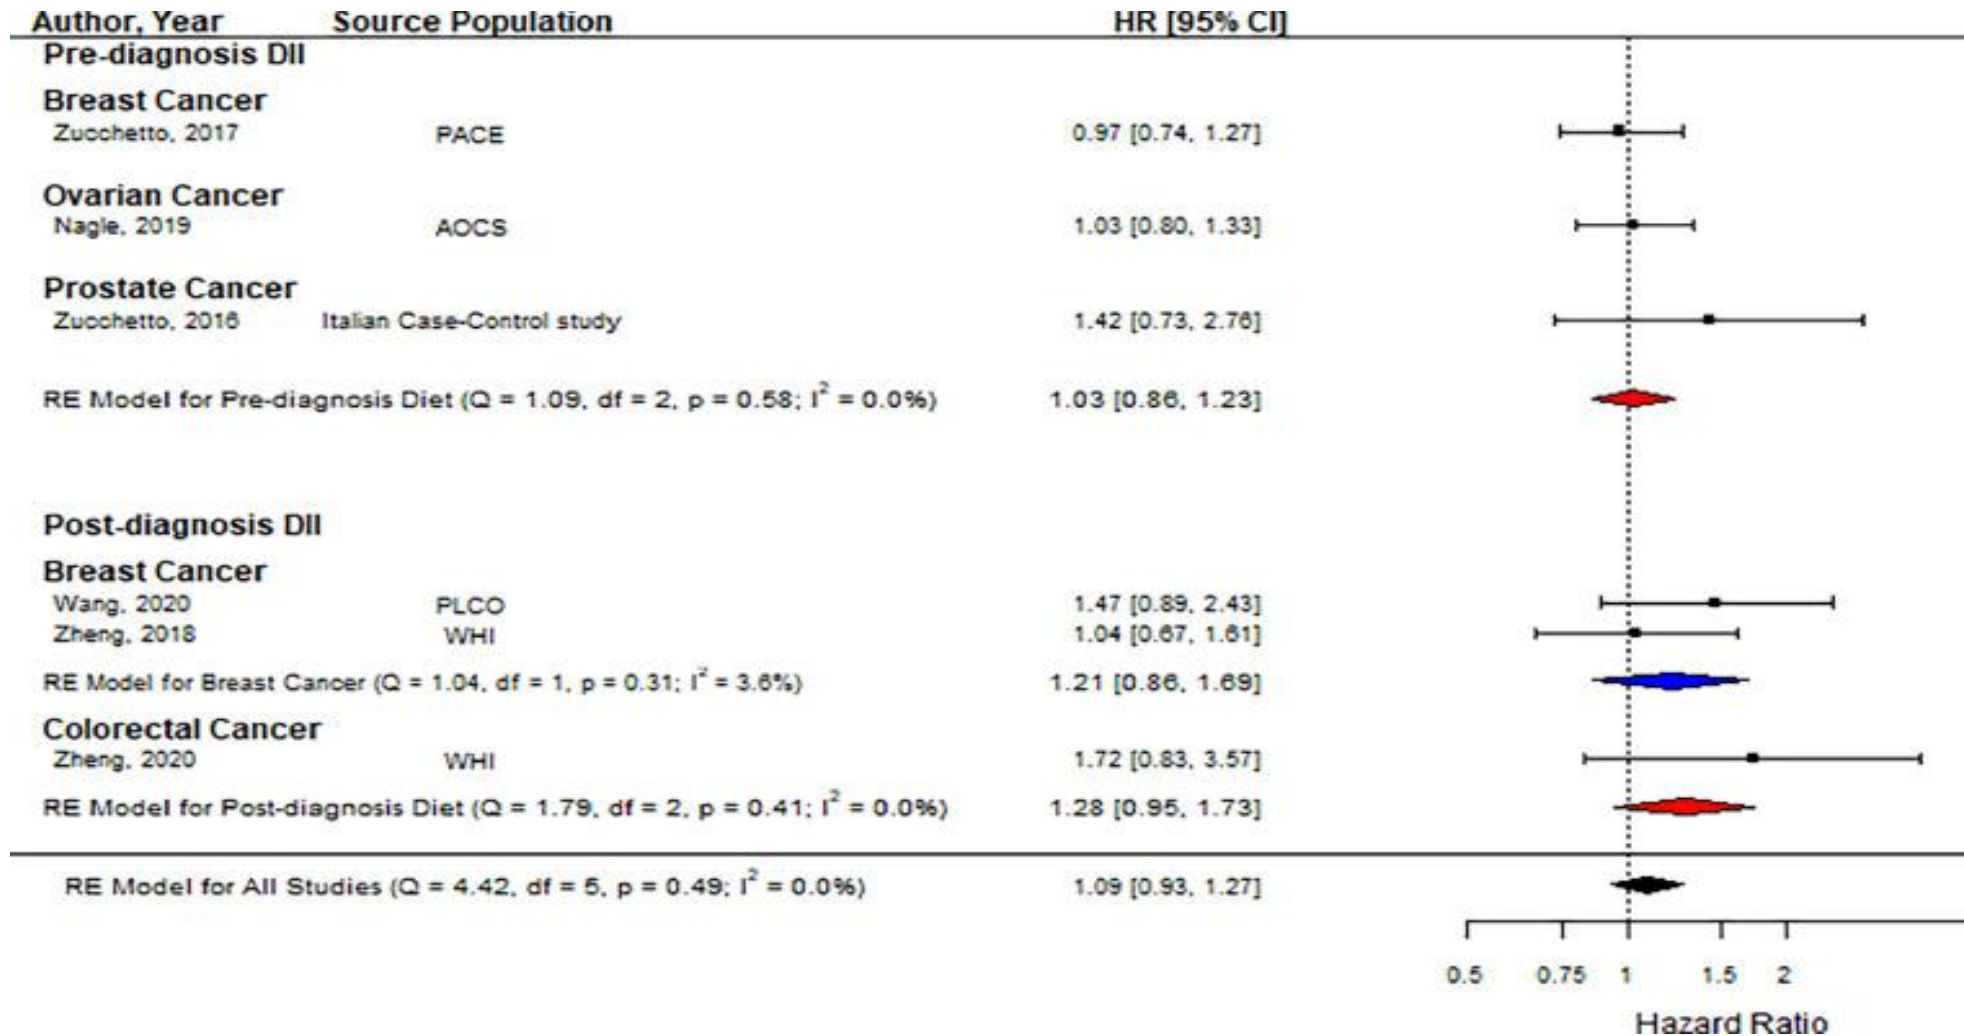 Author, Year Source Population HR [95% CI]
Pre-diagnosis DII
Breast Cancer
Zucchetto, 2017 PACE 0.97 [0.74, 1.27]
Ovarian Cancer
Nagle, 2019 AOCS 1.03 [0.80, 1.33]
Prostate Cancer
Zucchetto, 2016 Italian Case-Control study 1.42 [0.73, 2.76]
RE Model for Pre-diagnosis Diet (Q = 1.09, df = 2, p = 0.58; I² = 0.0%) 1.03 [0.86, 1.23]
Post-diagnosis DII
Breast Cancer
Wang, 2020 PLCO 1.47 [0.89, 2.43]
Zheng, 2018 WHI 1.04 [0.67, 1.61]
RE Model for Breast Cancer (Q = 1.04, df = 1, p = 0.31; I² = 3.6%) 1.21 [0.86, 1.69]
Colorectal Cancer
Zheng, 2020 WHI 1.72 [0.83, 3.57]
RE Model for Post-diagnosis Diet (Q = 1.79, df = 2, p = 0.41; I² = 0.0%) 1.28 [0.95, 1.73]
RE Model for All Studies (Q = 4.42, df = 5, p = 0.49; I² = 0.0%) 1.09 [0.93, 1.27]
0.5 0.75 1 1.5 2
Hazard Ratio